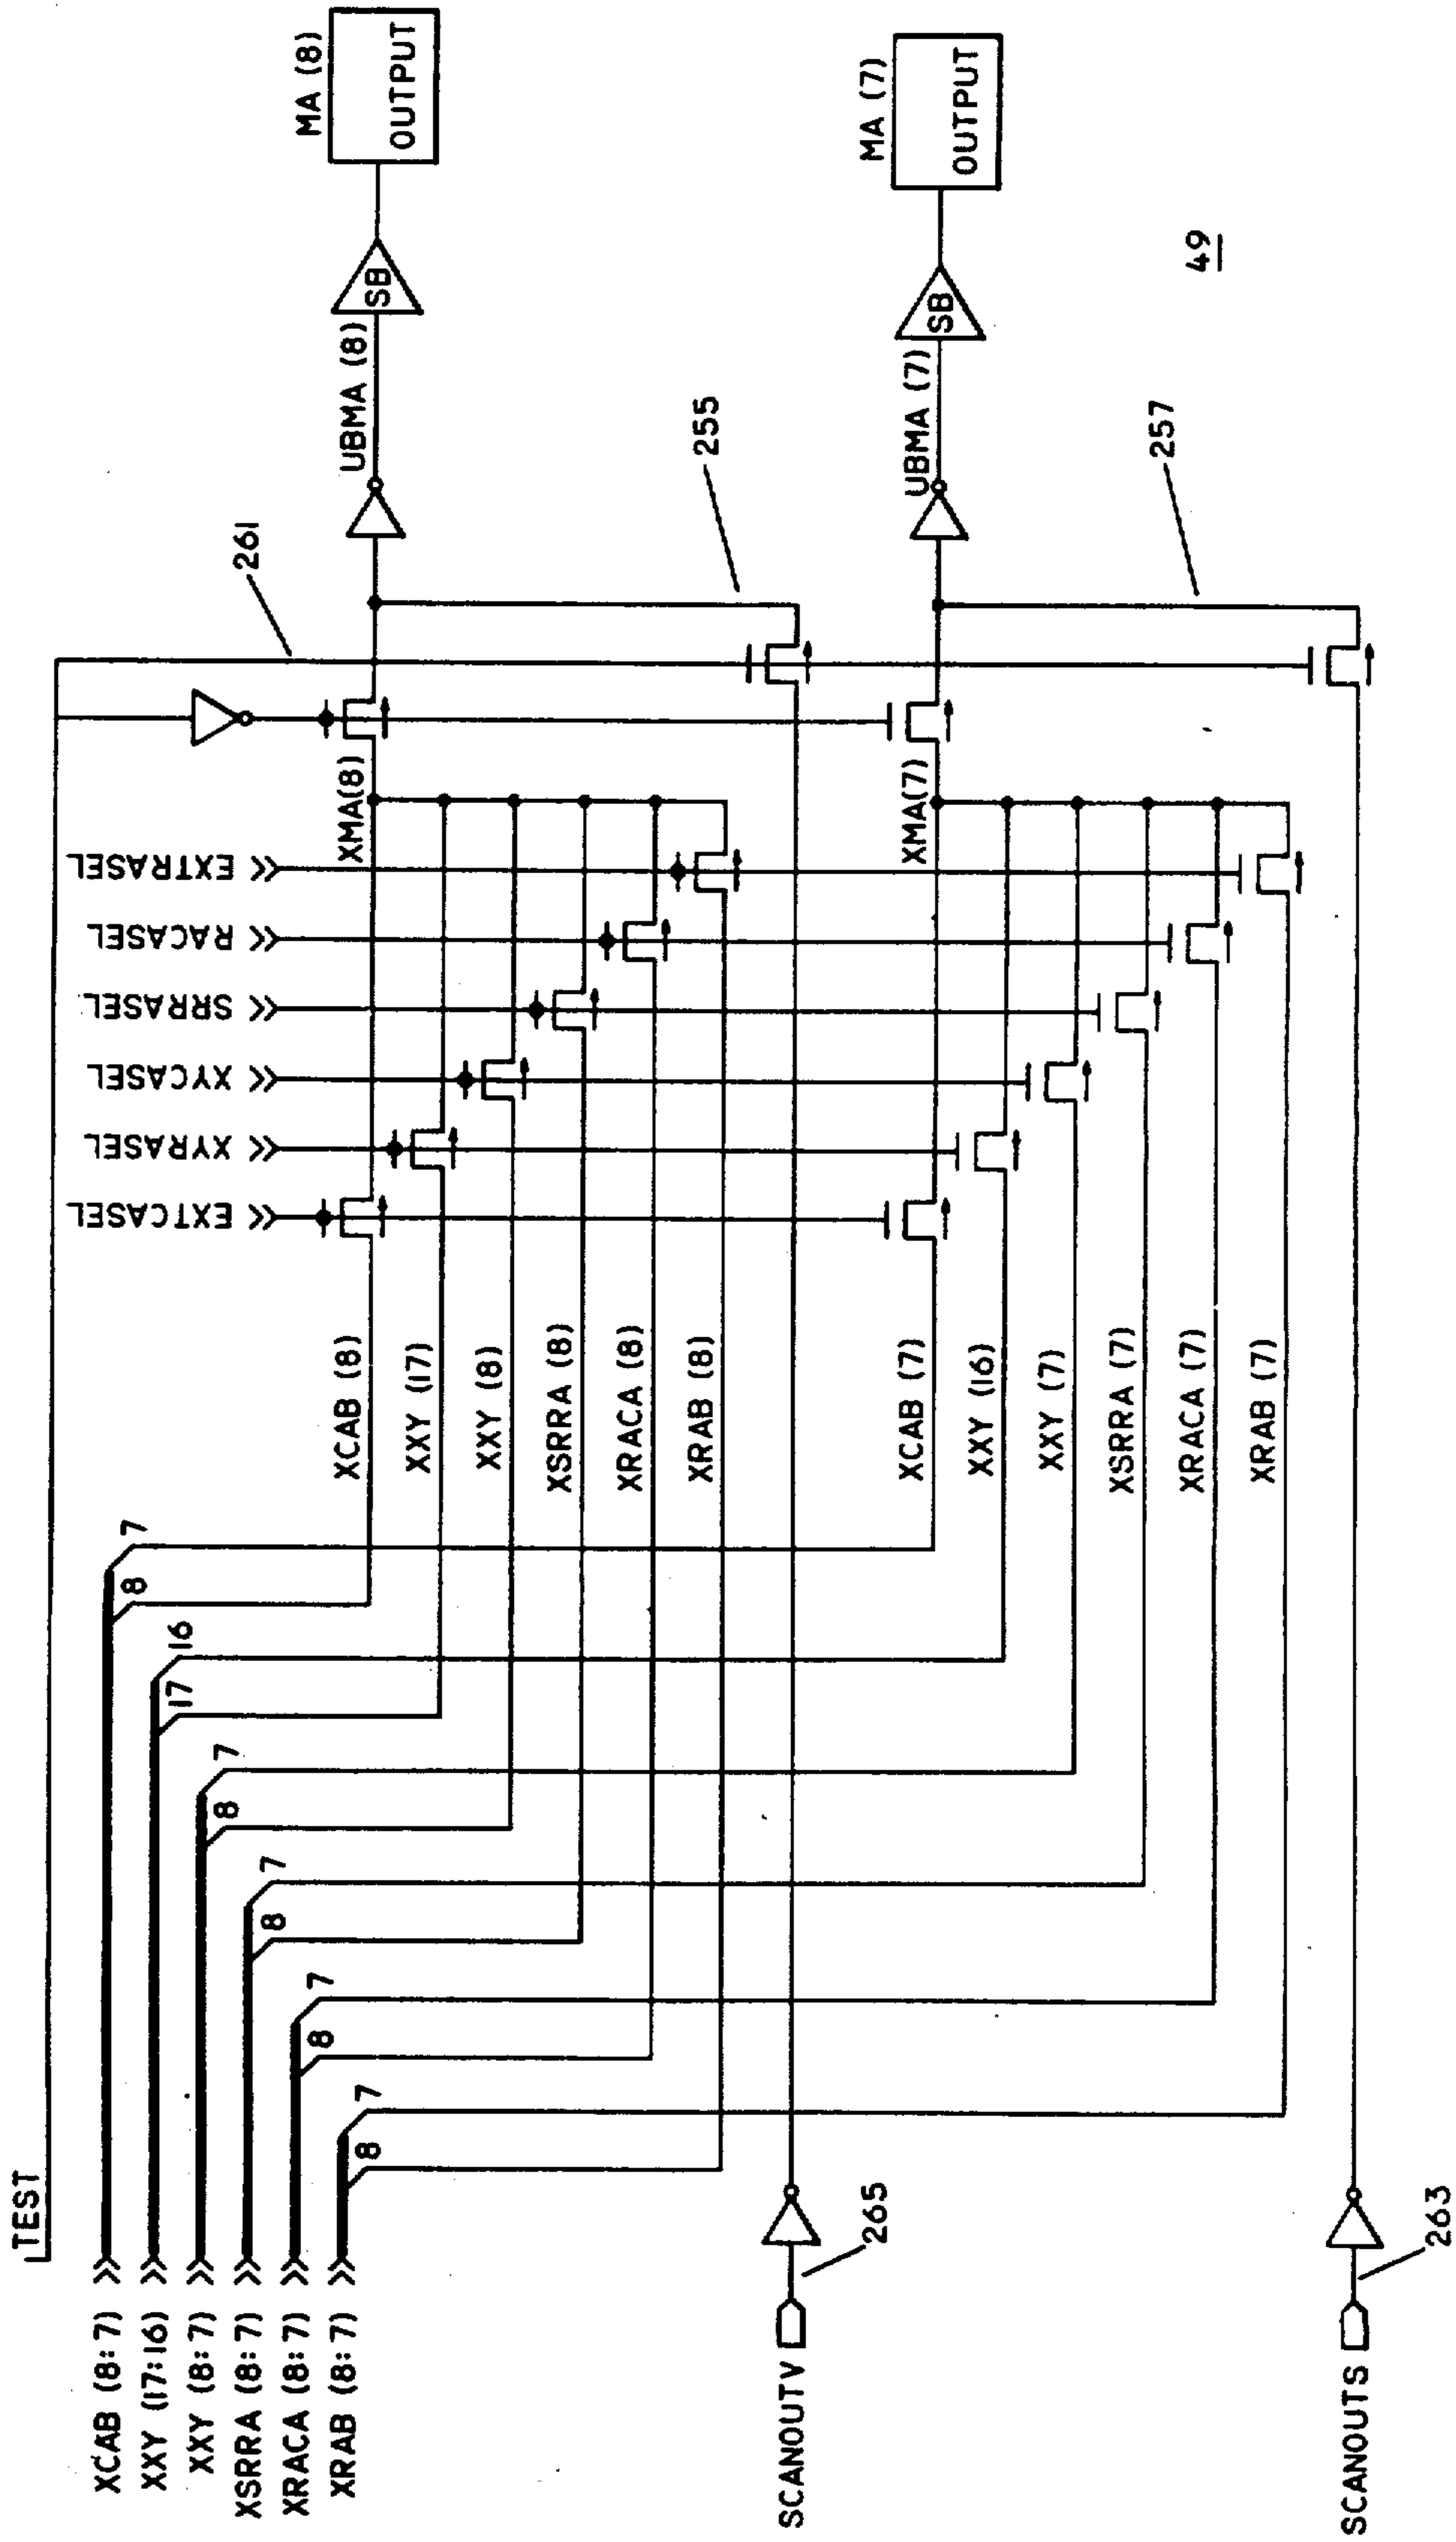 TEST
XCAB (8:7)
XXY (17:16)
XXY (8:7)
XSRRA (8:7)
XRACA (8:7)
XRAB (8:7)
8
7
17
16
8
7
8
7
8
7
8
7
EXTCASEL
XYRASEL
XYCASEL
SRRASEL
RACASEL
EXTRASEL
XCAB (8)
XXY (17)
XXY (8)
XSRRA (8)
XRACA (8)
XRAB (8)
XMA(8)
261
UBMA (8)
SB
MA (8)
OUTPUT
SCANOUTV
265
255
XCAB (7)
XXY (16)
XXY (7)
XSRRA (7)
XRACA (7)
XRAB (7)
XMA(7)
UBMA (7)
SB
MA (7)
OUTPUT
SCANOUTS
263
257
49